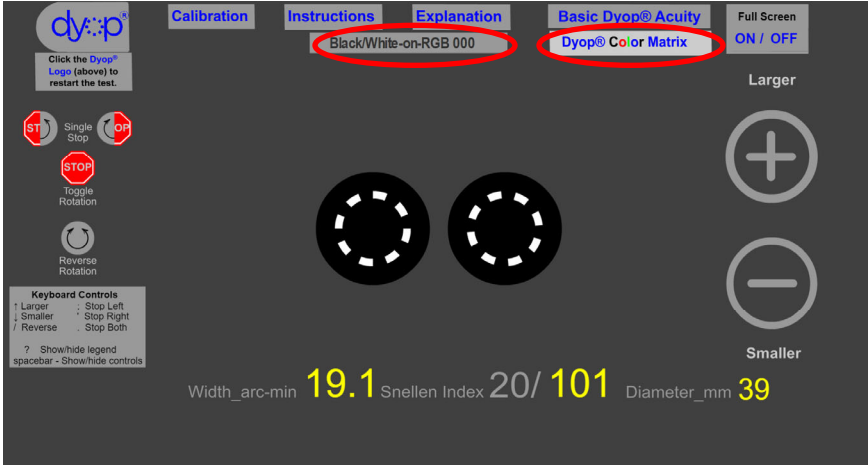 dyop®
Calibration
Instructions
Explanation
Basic Dyop® Acuity
Full Screen
ON / OFF
Black/White-on-RGB 000
Dyop® Color Matrix
Click the Dyop®
Logo (above) to
restart the test.
Larger
ST
Single
Stop
OP
STOP
Toggle
Rotation
Reverse
Rotation
Keyboard Controls
↑ Larger ; Stop Left
↓ Smaller ' Stop Right
/ Reverse . Stop Both
? Show/hide legend
spacebar - Show/hide controls
Smaller
Width_arc-min 19.1 Snellen Index 20/ 101 Diameter_mm 39